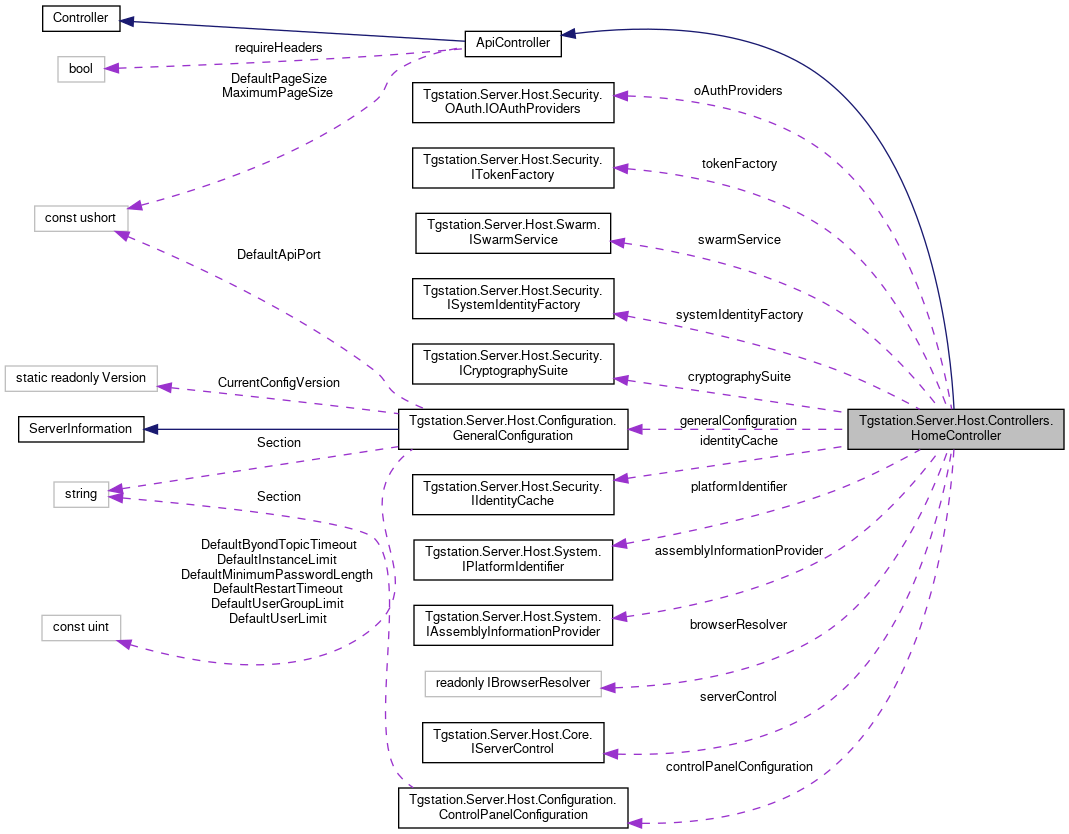 Controller
requireHeaders
ApiController
bool
DefaultPageSize
MaximumPageSize
Tgstation.Server.Host.Security.
OAuth.IOAuthProviders
oAuthProviders
Tgstation.Server.Host.Security.
ITokenFactory
tokenFactory
const ushort
Tgstation.Server.Host.Swarm.
ISwarmService
swarmService
DefaultApiPort
Tgstation.Server.Host.Security.
ISystemIdentityFactory
systemIdentityFactory
Tgstation.Server.Host.Security.
ICryptographySuite
cryptographySuite
static readonly Version
CurrentConfigVersion
ServerInformation
Tgstation.Server.Host.Configuration.
GeneralConfiguration
generalConfiguration
Tgstation.Server.Host.Controllers.
HomeController
Section
identityCache
string
Section
Tgstation.Server.Host.Security.
IIdentityCache
platformIdentifier
DefaultByondTopicTimeout
DefaultInstanceLimit
DefaultMinimumPasswordLength
DefaultRestartTimeout
DefaultUserGroupLimit
DefaultUserLimit
Tgstation.Server.Host.System.
IPlatformIdentifier
assemblyInformationProvider
const uint
Tgstation.Server.Host.System.
IAssemblyInformationProvider
browserResolver
readonly IBrowserResolver
serverControl
Tgstation.Server.Host.Core.
IServerControl
controlPanelConfiguration
Tgstation.Server.Host.Configuration.
ControlPanelConfiguration